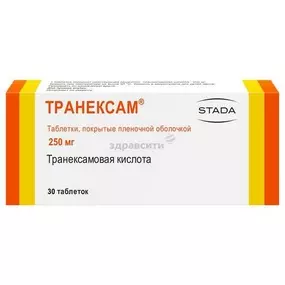 ТРАНЕКСАМ®
STADA
Таблетки, покрытые пленочной оболочкой
250 мг
здравсити
Транексамовая кислота
30 таблеток